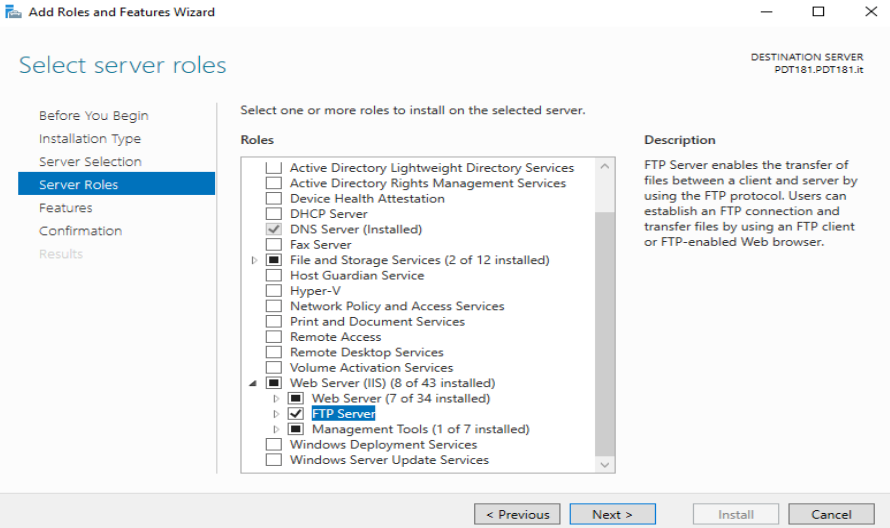 Add Roles and Features Wizard
Select server roles
DESTINATION SERVER
PDT181.PDT181.it
Before You Begin
Installation Type
Server Selection
Server Roles
Features
Confirmation
Results
Select one or more roles to install on the selected server.
Roles
Active Directory Lightweight Directory Services
Active Directory Rights Management Services
Device Health Attestation
DHCP Server
DNS Server (Installed)
Fax Server
File and Storage Services (2 of 12 installed)
Host Guardian Service
Hyper-V
Network Policy and Access Services
Print and Document Services
Remote Access
Remote Desktop Services
Volume Activation Services
Web Server (IIS) (8 of 43 installed)
Web Server (7 of 34 installed)
FTP Server
Management Tools (1 of 7 installed)
Windows Deployment Services
Windows Server Update Services
Description
FTP Server enables the transfer of
files between a client and server by
using the FTP protocol. Users can
establish an FTP connection and
transfer files by using an FTP client
or FTP-enabled Web browser.
< Previous
Next >
Install
Cancel